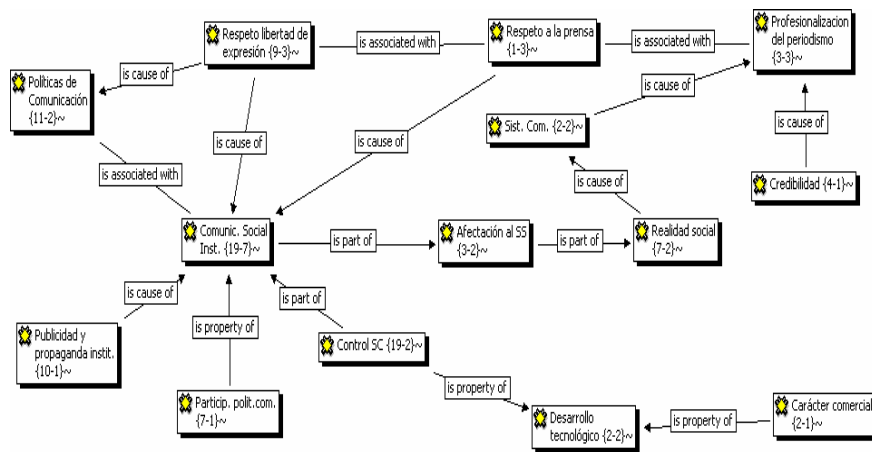 Respeto libertad de
expresión {9-3}~
is associated with
Respeto a la prensa
{1-3}~
is associated with
Profesionalizacion
del periodismo
{3-3}~
is cause of
Políticas de
Comunicación
{11-2}~
is cause of
is cause of
is cause of
Sist. Com. {2-2}~
is cause of
is associated with
is cause of
Credibilidad {4-1}~
Comunic. Social
Inst. {19-7}~
is part of
Afectación al SS
{3-2}~
is part of
Realidad social
{7-2}~
is cause of
is part of
is property of
Publicidad y
propaganda instit.
{10-1}~
Control SC {19-2}~
is property of
Particip. polit.com.
{7-1}~
Desarrollo
tecnológico {2-2}~
is property of
Carácter comercial
{2-1}~